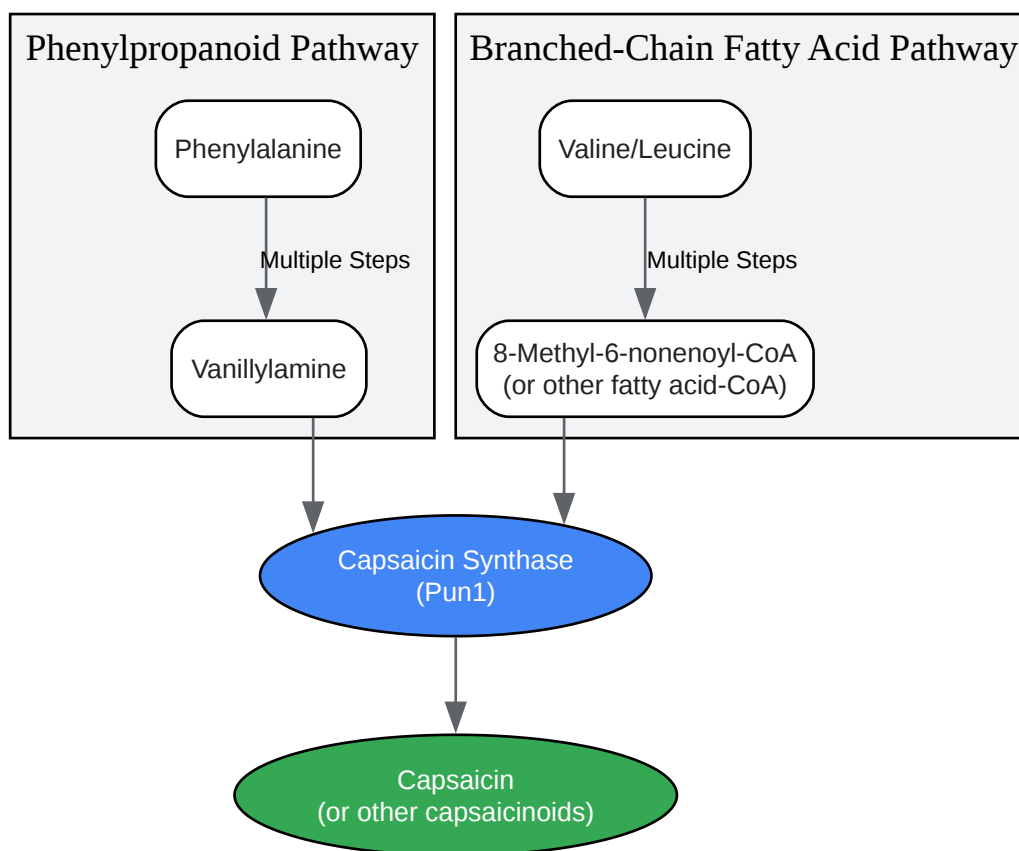 Phenylpropanoid Pathway
Phenylalanine
Multiple Steps
Vanillylamine
Branched-Chain Fatty Acid Pathway
Valine/Leucine
Multiple Steps
8-Methyl-6-nonenoyl-CoA
(or other fatty acid-CoA)
Capsaicin Synthase
(Pun1)
Capsaicin
(or other capsaicinoids)